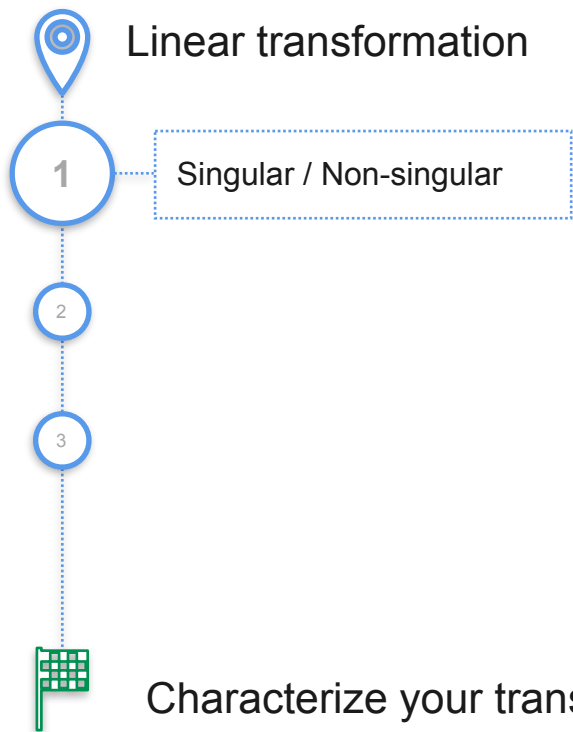 Linear transformation
1
Singular / Non-singular
2
3
Characterize your trans